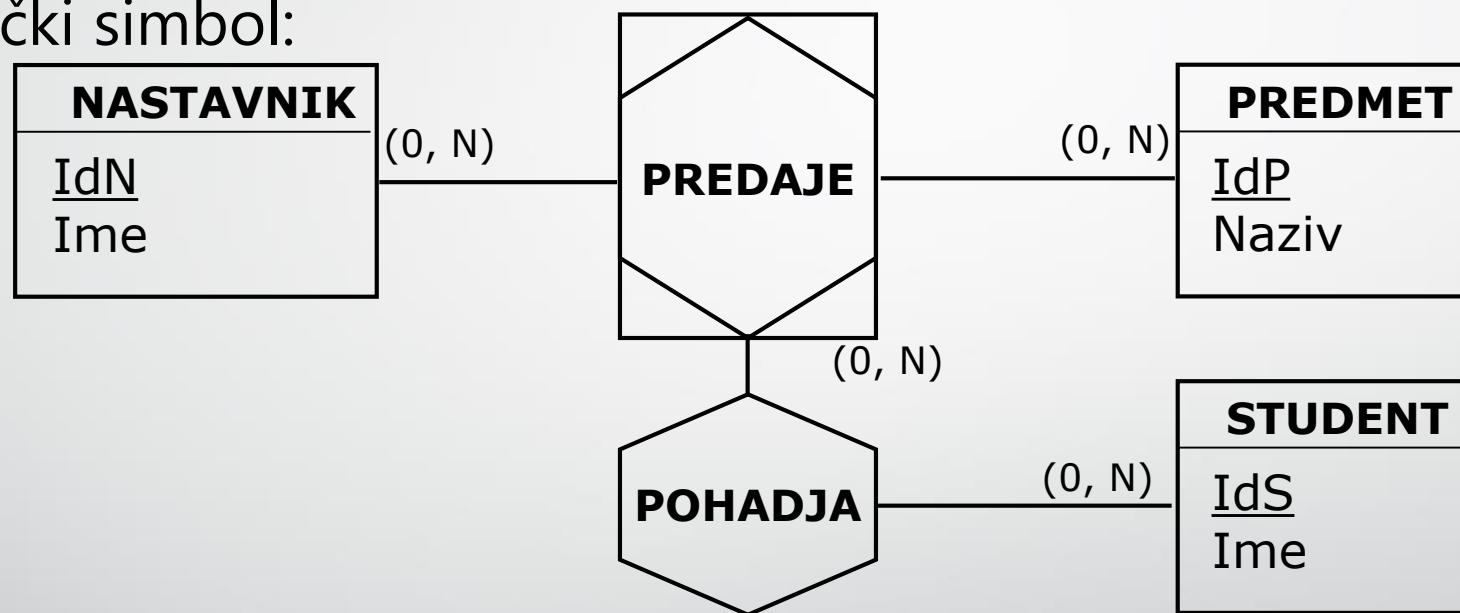 čki simbol:
NASTAVNIK
IdN
Ime
(0, N)
PREDAJE
(0, N)
PREDMET
IdP
Naziv
(0, N)
POHADJA
(0, N)
STUDENT
IdS
Ime